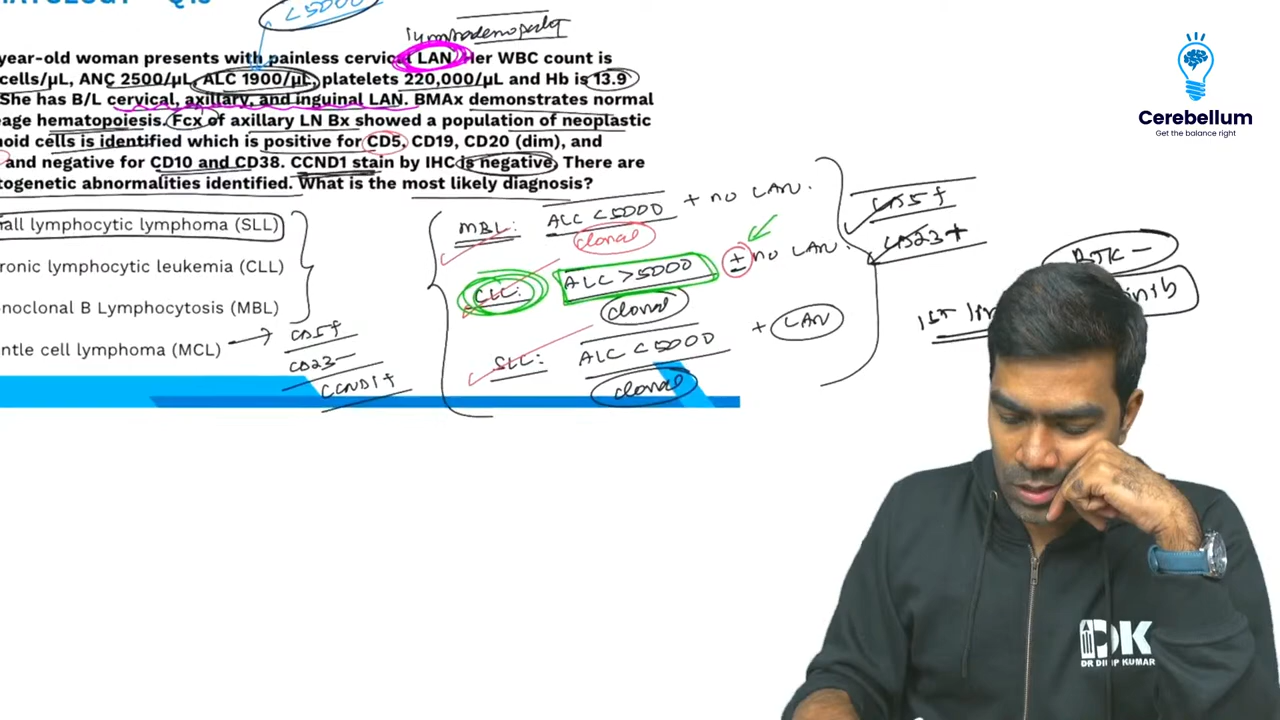 <5000
lymphadenopathy
year-old woman presents with painless cervical LAN. Her WBC count is
cells/µL, ANC 2500/µL, ALC 1900/µL, platelets 220,000/µL and Hb is 13.9
She has B/L cervical, axillary, and inguinal LAN. BMAx demonstrates normal
eage hematopoiesis. Fcx of axillary LN Bx showed a population of neoplastic
noid cells is identified which is positive for CD5, CD19, CD20 (dim), and
and negative for CD10 and CD38. CCND1 stain by IHC is negative. There are
togenetic abnormalities identified. What is the most likely diagnosis?
all lymphocytic lymphoma (SLL)
ronic lymphocytic leukemia (CLL)
noclonal B Lymphocytosis (MBL)
ntle cell lymphoma (MCL)
CD5+
CD23-
CCND1+
MBL: ALC <5000 + no LAN.
clonal
CLL: ALC >5000 ± no LAN.
clonal
SLL: ALC <5000 + LAN
clonal
CD5+
CD23+
BTK-
1st
Cerebellum
Get the balance right
DK
DR DILIP KUMAR